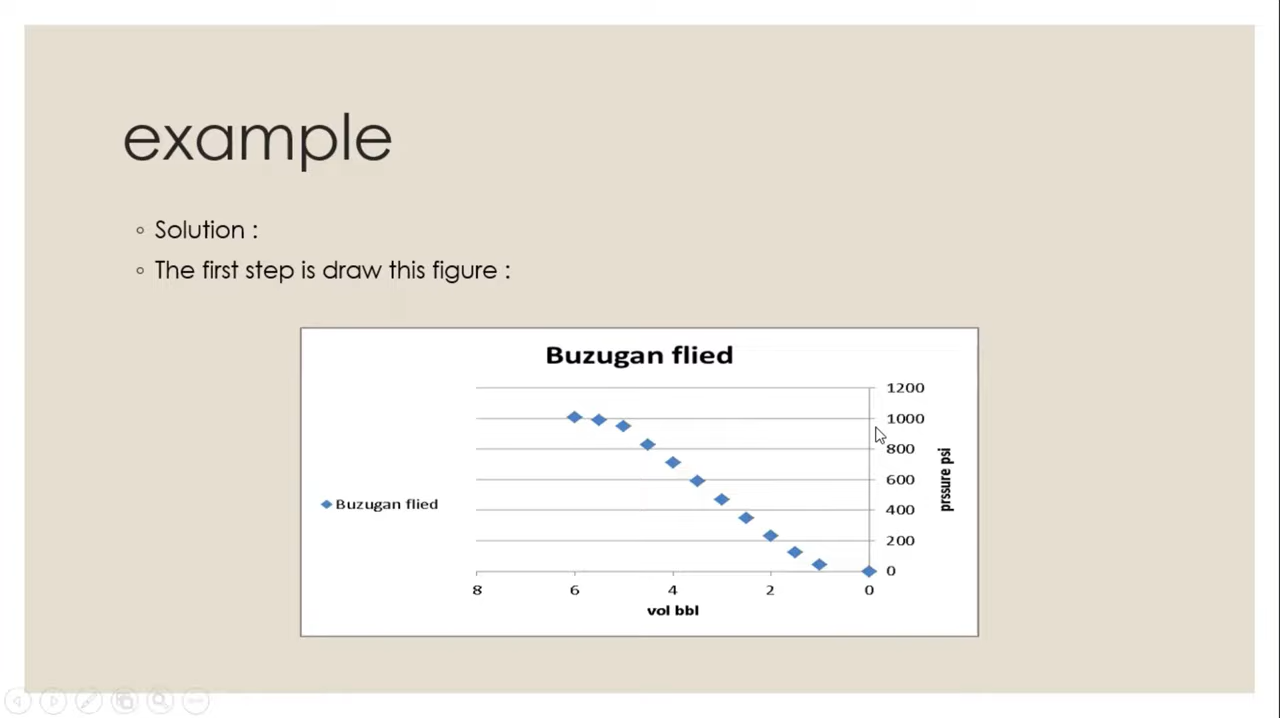 example
Solution :
The first step is draw this figure :
Buzugan flied
1200
1000
800
600
400
200
0
prssure psi
Buzugan flied
8 6 4 2 0
vol bbl